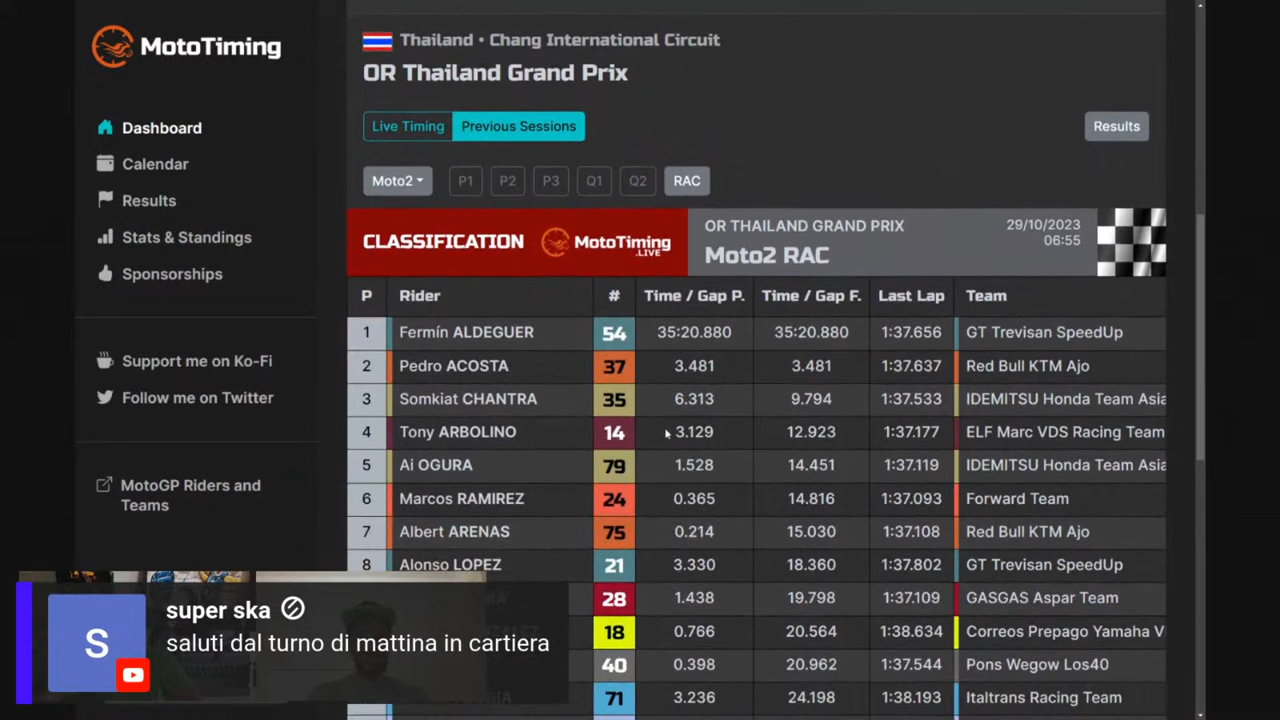 MotoTiming
Dashboard
Calendar
Results
Stats & Standings
Sponsorships
Support me on Ko-Fi
Follow me on Twitter
MotoGP Riders and
Teams
Thailand • Chang International Circuit
OR Thailand Grand Prix
Live Timing Previous Sessions Results
Moto2 P1 P2 P3 Q1 Q2 RAC
CLASSIFICATION MotoTiming .LIVE
OR THAILAND GRAND PRIX 29/10/2023
Moto2 RAC 06:55
P Rider # Time / Gap P. Time / Gap F. Last Lap Team
1 Fermín ALDEGUER 54 35:20.880 35:20.880 1:37.656 GT Trevisan SpeedUp
2 Pedro ACOSTA 37 3.481 3.481 1:37.637 Red Bull KTM Ajo
3 Somkiat CHANTRA 35 6.313 9.794 1:37.533 IDEMITSU Honda Team Asia
4 Tony ARBOLINO 14 3.129 12.923 1:37.177 ELF Marc VDS Racing Team
5 Ai OGURA 79 1.528 14.451 1:37.119 IDEMITSU Honda Team Asia
6 Marcos RAMIREZ 24 0.365 14.816 1:37.093 Forward Team
7 Albert ARENAS 75 0.214 15.030 1:37.108 Red Bull KTM Ajo
8 Alonso LOPEZ 21 3.330 18.360 1:37.802 GT Trevisan SpeedUp
28 1.438 19.798 1:37.109 GASGAS Aspar Team
18 0.766 20.564 1:38.634 Correos Prepago Yamaha V
40 0.398 20.962 1:37.544 Pons Wegow Los40
71 3.236 24.198 1:38.193 Italtrans Racing Team
S
super ska
saluti dal turno di mattina in cartiera